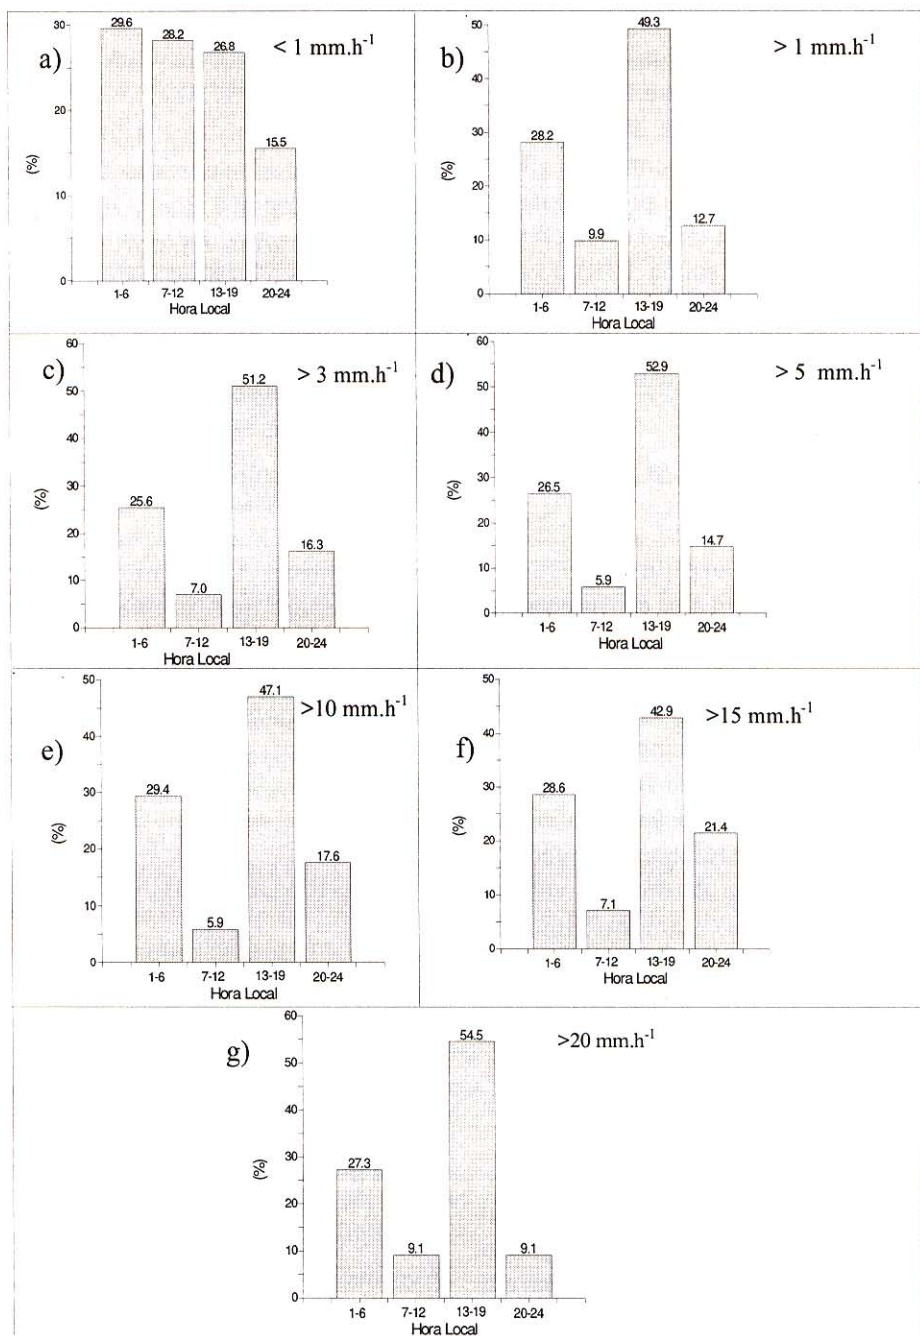 a)
< 1 mm.h-1
30
20
10
0
(%)
29.6
28.2
26.8
15.5
1-6 7-12 13-19 20-24
Hora Local
b)
> 1 mm.h-1
50
40
30
20
10
0
(%)
28.2
9.9
49.3
12.7
1-6 7-12 13-19 20-24
Hora Local
c)
> 3 mm.h-1
60
50
40
30
20
10
0
(%)
25.6
7.0
51.2
16.3
1-6 7-12 13-19 20-24
Hora Local
d)
> 5 mm.h-1
60
50
40
30
20
10
0
(%)
26.5
5.9
52.9
14.7
1-6 7-12 13-19 20-24
Hora Local
e)
>10 mm.h-1
50
40
30
20
10
0
(%)
29.4
5.9
47.1
17.6
1-6 7-12 13-19 20-24
Hora Local
f)
>15 mm.h-1
50
40
30
20
10
0
(%)
28.6
7.1
42.9
21.4
1-6 7-12 13-19 20-24
Hora Local
g)
>20 mm.h-1
60
50
40
30
20
10
0
(%)
27.3
9.1
54.5
9.1
1-6 7-12 13-19 20-24
Hora Local